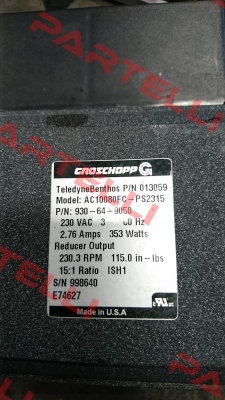 PARTELLI
GROSCHOPP G
TeledyneBenthos P/N 013059
Model: AC10080FC-PS2315
P/N: 930-64-9050
230 VAC 3 60 Hz
2.76 Amps 353 Watts
Reducer Output
230.3 RPM 115.0 in-lbs
15:1 Ratio ISH1
S/N 998640
E74627
Made in U.S.A